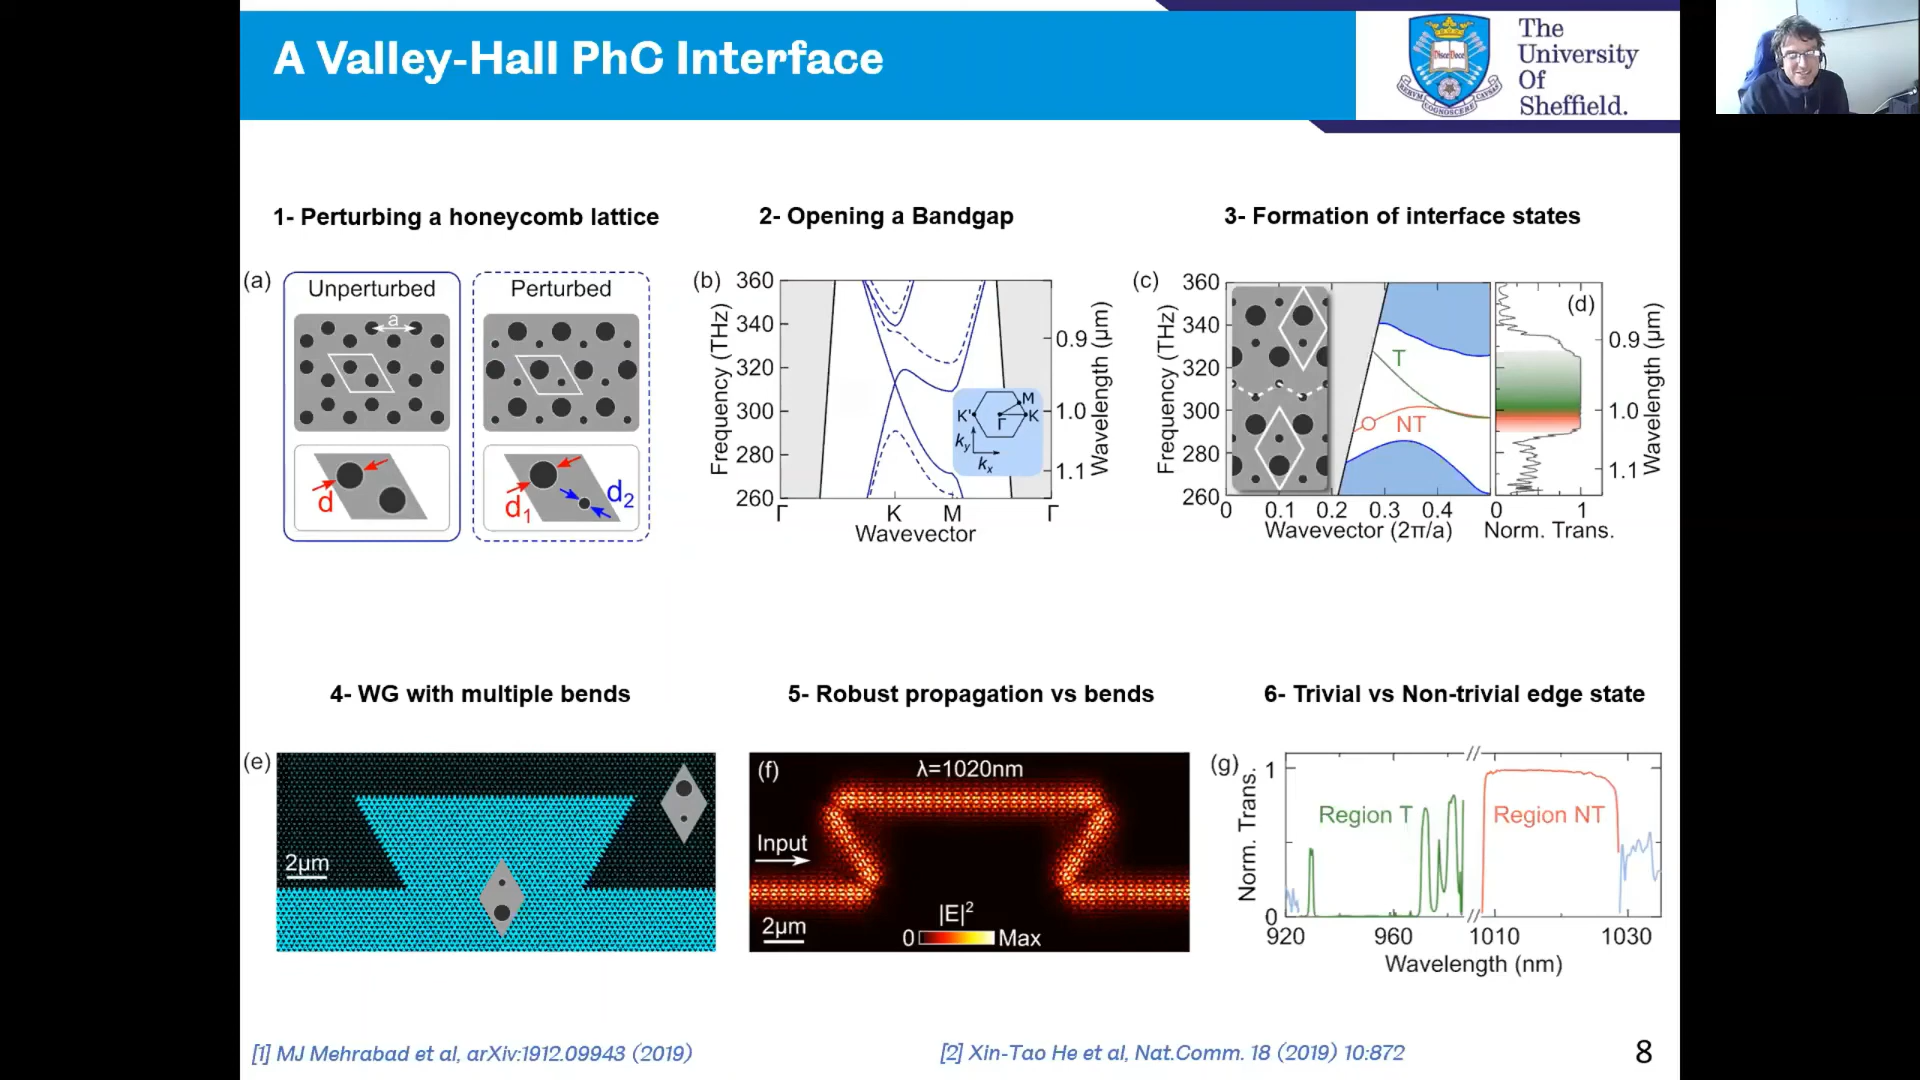 A Valley-Hall PhC Interface
The
University
Of
Sheffield.
1- Perturbing a honeycomb lattice
2- Opening a Bandgap
3- Formation of interface states
(a)
Unperturbed
Perturbed
a
d
d1
d2
(b)
Frequency (THz)
360
340
320
300
280
260
Γ
K
M
Γ
Wavevector
0.9
1.0
1.1
Wavelength (μm)
K'
M
Γ
K
ky
kx
(c)
Frequency (THz)
360
340
320
300
280
260
T
NT
0
0.1
0.2
0.3
0.4
Wavevector (2π/a)
(d)
0.9
1.0
1.1
Wavelength (μm)
0
1
Norm. Trans.
4- WG with multiple bends
5- Robust propagation vs bends
6- Trivial vs Non-trivial edge state
(e)
2μm
(f)
λ=1020nm
Input
2μm
|E|2
0
Max
(g)
Norm. Trans.
1
0
Region T
Region NT
920
960
1010
1030
Wavelength (nm)
[1] MJ Mehrabad et al, arXiv:1912.09943 (2019)
[2] Xin-Tao He et al, Nat.Comm. 18 (2019) 10:872
8